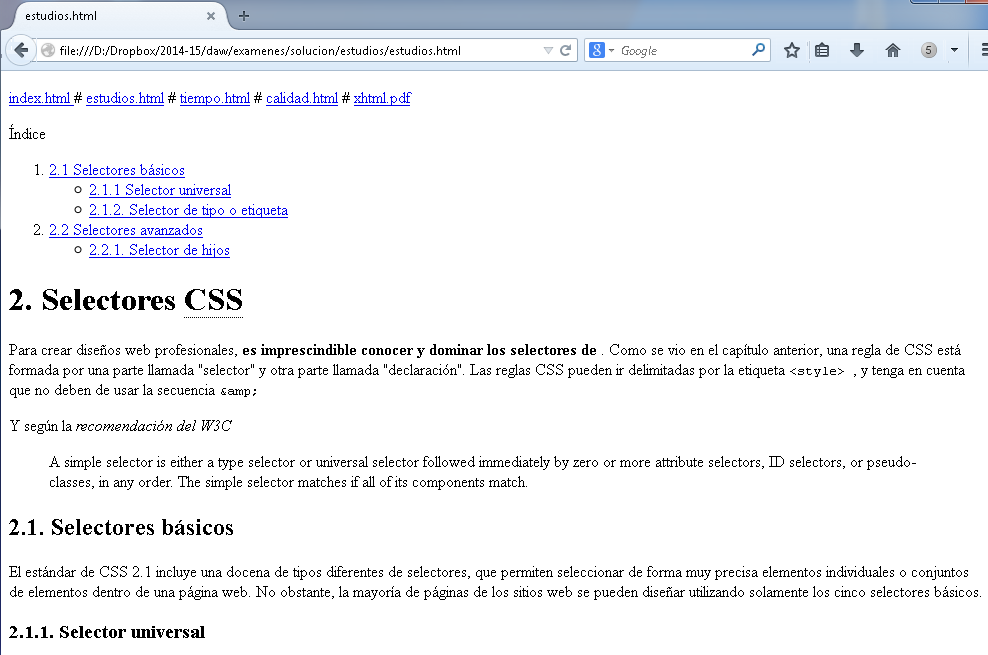 estudios.html
file:///D:/Dropbox/2014-15/daw/examenes/solucion/estudios/estudios.html
8
Google
5
index.html # estudios.html # tiempo.html # calidad.html # xhtml.pdf
Índice
1. 2.1 Selectores básicos
2.1.1 Selector universal
2.1.2. Selector de tipo o etiqueta
2. 2.2 Selectores avanzados
2.2.1. Selector de hijos
2. Selectores CSS
Para crear diseños web profesionales, es imprescindible conocer y dominar los selectores de . Como se vio en el capítulo anterior, una regla de CSS está
formada por una parte llamada "selector" y otra parte llamada "declaración". Las reglas CSS pueden ir delimitadas por la etiqueta <style> , y tenga en cuenta
que no deben de usar la secuencia &amp;
Y según la recomendación del W3C
A simple selector is either a type selector or universal selector followed immediately by zero or more attribute selectors, ID selectors, or pseudo-
classes, in any order. The simple selector matches if all of its components match.
2.1. Selectores básicos
El estándar de CSS 2.1 incluye una docena de tipos diferentes de selectores, que permiten seleccionar de forma muy precisa elementos individuales o conjuntos
de elementos dentro de una página web. No obstante, la mayoría de páginas de los sitios web se pueden diseñar utilizando solamente los cinco selectores básicos.
2.1.1. Selector universal